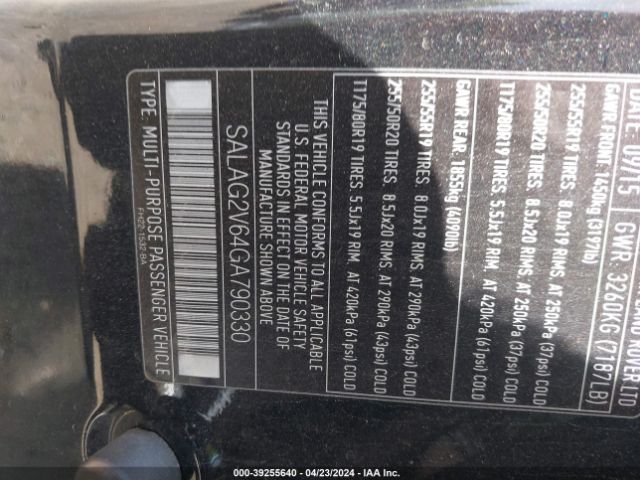 ROVER LTD
DATE: 07/15 GWR: 3260KG (7187LB)
GAWR FRONT: 1450kg (3197lb)
255/55R19 TIRES. 8.0Jx19 RIMS. AT 250kPa (37psi) COLD
255/50R20 TIRES. 8.5Jx20 RIMS. AT 250kPa (37psi) COLD
T175/80R19 TIRES. 5.5Jx19 RIM. AT 420kPa (61psi) COLD
GAWR REAR: 1855kg (4090lb)
255/55R19 TIRES. 8.0Jx19 RIMS. AT 290kPa (43psi) COLD
255/50R20 TIRES. 8.5Jx20 RIMS. AT 290kPa (43psi) COLD
T175/80R19 TIRES. 5.5Jx19 RIM. AT 420kPa (61psi) COLD
THIS VEHICLE CONFORMS TO ALL APPLICABLE
U.S. FEDERAL MOTOR VEHICLE SAFETY
STANDARDS IN EFFECT ON THE DATE OF
MANUFACTURE SHOWN ABOVE
SALAG2V64GA790330
TYPE: MULTI-PURPOSE PASSENGER VEHICLE
FH22-1532-BA
000-39255640 - 04/23/2024 - IAA Inc.